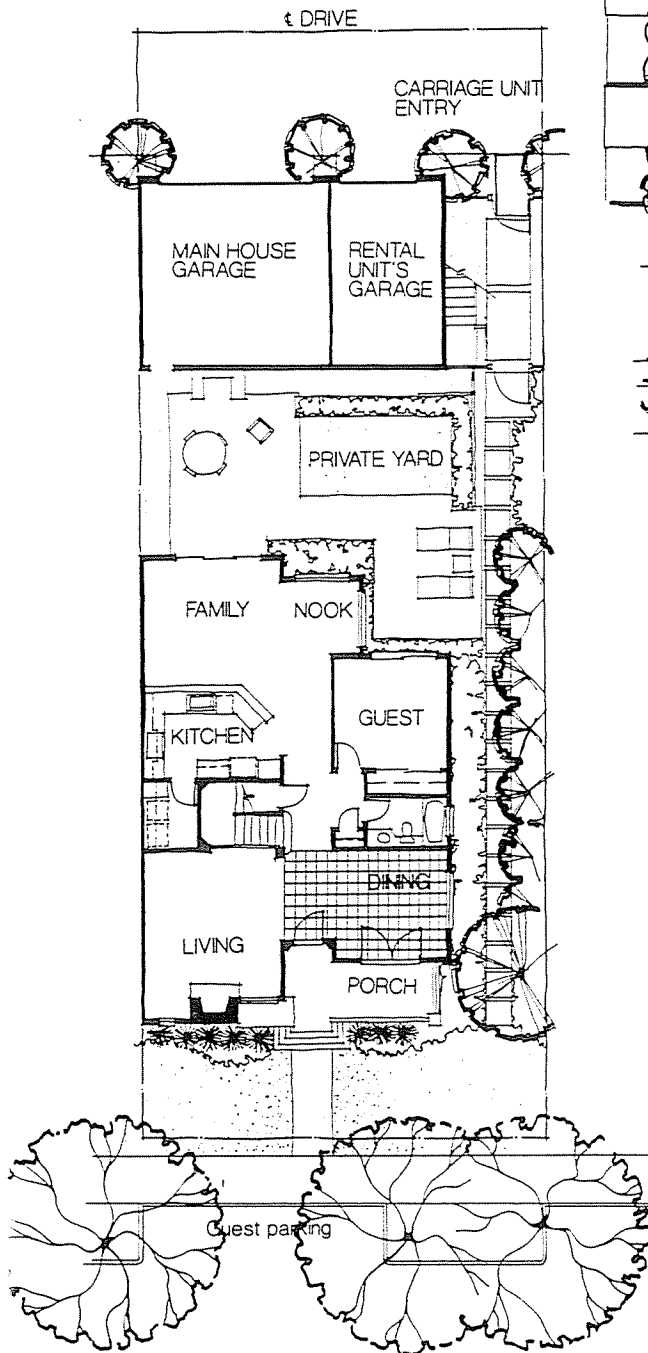 ℄ DRIVE
CARRIAGE UNIT
ENTRY
MAIN HOUSE
GARAGE
RENTAL
UNIT'S
GARAGE
PRIVATE YARD
FAMILY
NOOK
GUEST
KITCHEN
DINING
LIVING
PORCH
Guest parking